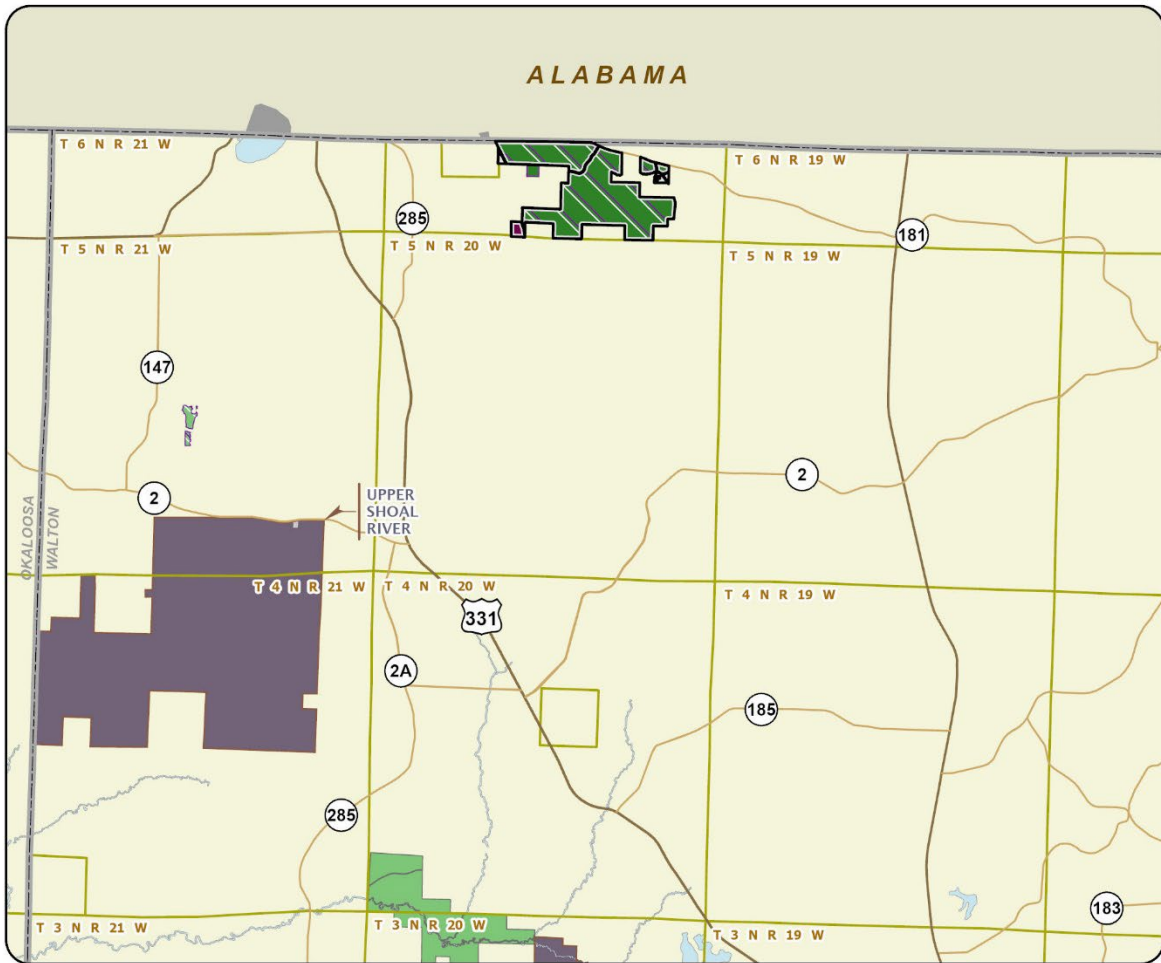 ALABAMA
T 6 N R 21 W
T 6 N R 19 W
285
181
T 5 N R 21 W
T 5 N R 20 W
T 5 N R 19 W
147
2
2
UPPER
SHOAL
RIVER
OKALOOSA
WALTON
T 4 N R 21 W
T 4 N R 20 W
T 4 N R 19 W
331
2A
185
285
183
T 3 N R 21 W
T 3 N R 20 W
T 3 N R 19 W